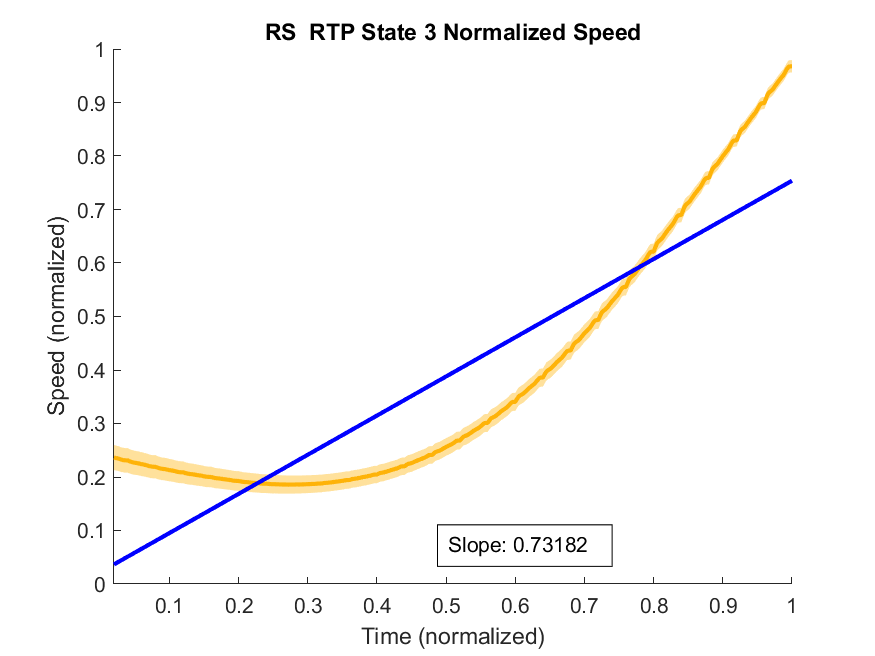 RS  RTP State 3 Normalized Speed
1
0.9
0.8
0.7
0.6
0.5
0.4
0.3
0.2
0.1
0
Speed (normalized)
Slope: 0.73182
0.1 0.2 0.3 0.4 0.5 0.6 0.7 0.8 0.9 1
Time (normalized)